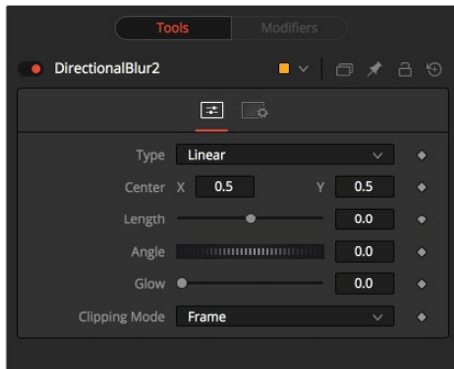 Tools Modifiers
DirectionalBlur2
Type Linear
Center X 0.5 Y 0.5
Length 0.0
Angle 0.0
Glow 0.0
Clipping Mode Frame